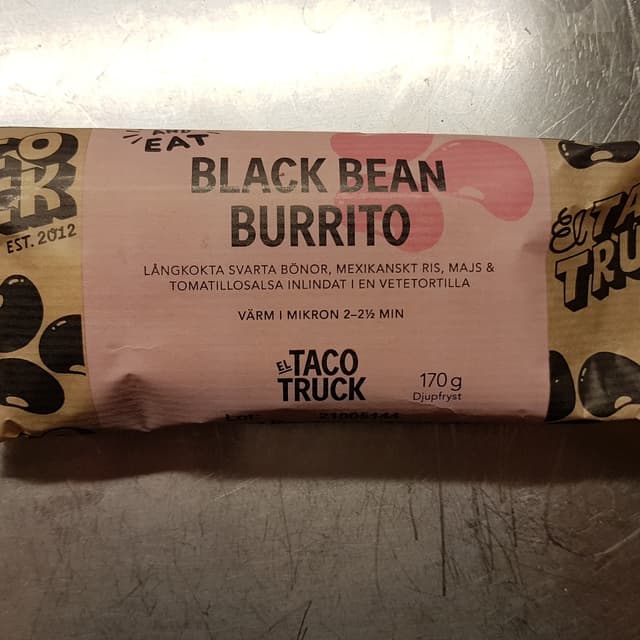 AND
EAT
BLACK BEAN
BURRITO
EST. 2012
LÅNGKOKTA SVARTA BÖNOR, MEXIKANSKT RIS, MAJS &
TOMATILLOSALSA INLINDAT I EN VETETORTILLA
VÄRM I MIKRON 2–2½ MIN
EL TACO
TRUCK
170 g
Djupfryst